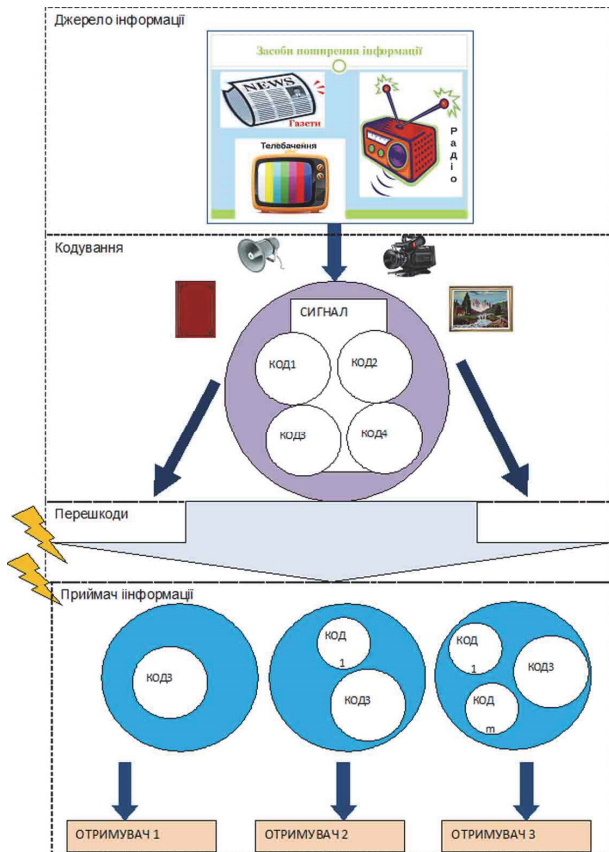 Джерело інформації
Засоби поширення інформації
NEWS
Газети
Телебачення
Радіо
Кодування
СИГНАЛ
КОД1
КОД2
КОД3
КОД4
Перешкоди
Приймач іінформації
КОД3
КОД
1
КОД3
КОД
1
КОД3
КОД
m
ОТРИМУВАЧ 1
ОТРИМУВАЧ 2
ОТРИМУВАЧ 3